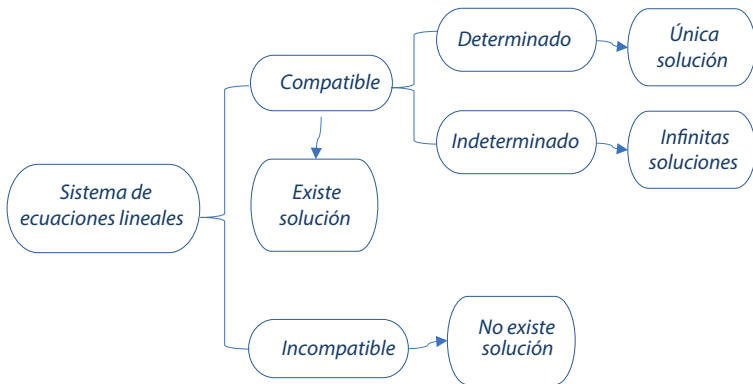 Sistema de
ecuaciones lineales
Compatible
Existe
solución
Determinado
Única
solución
Indeterminado
Infinitas
soluciones
Incompatible
No existe
solución